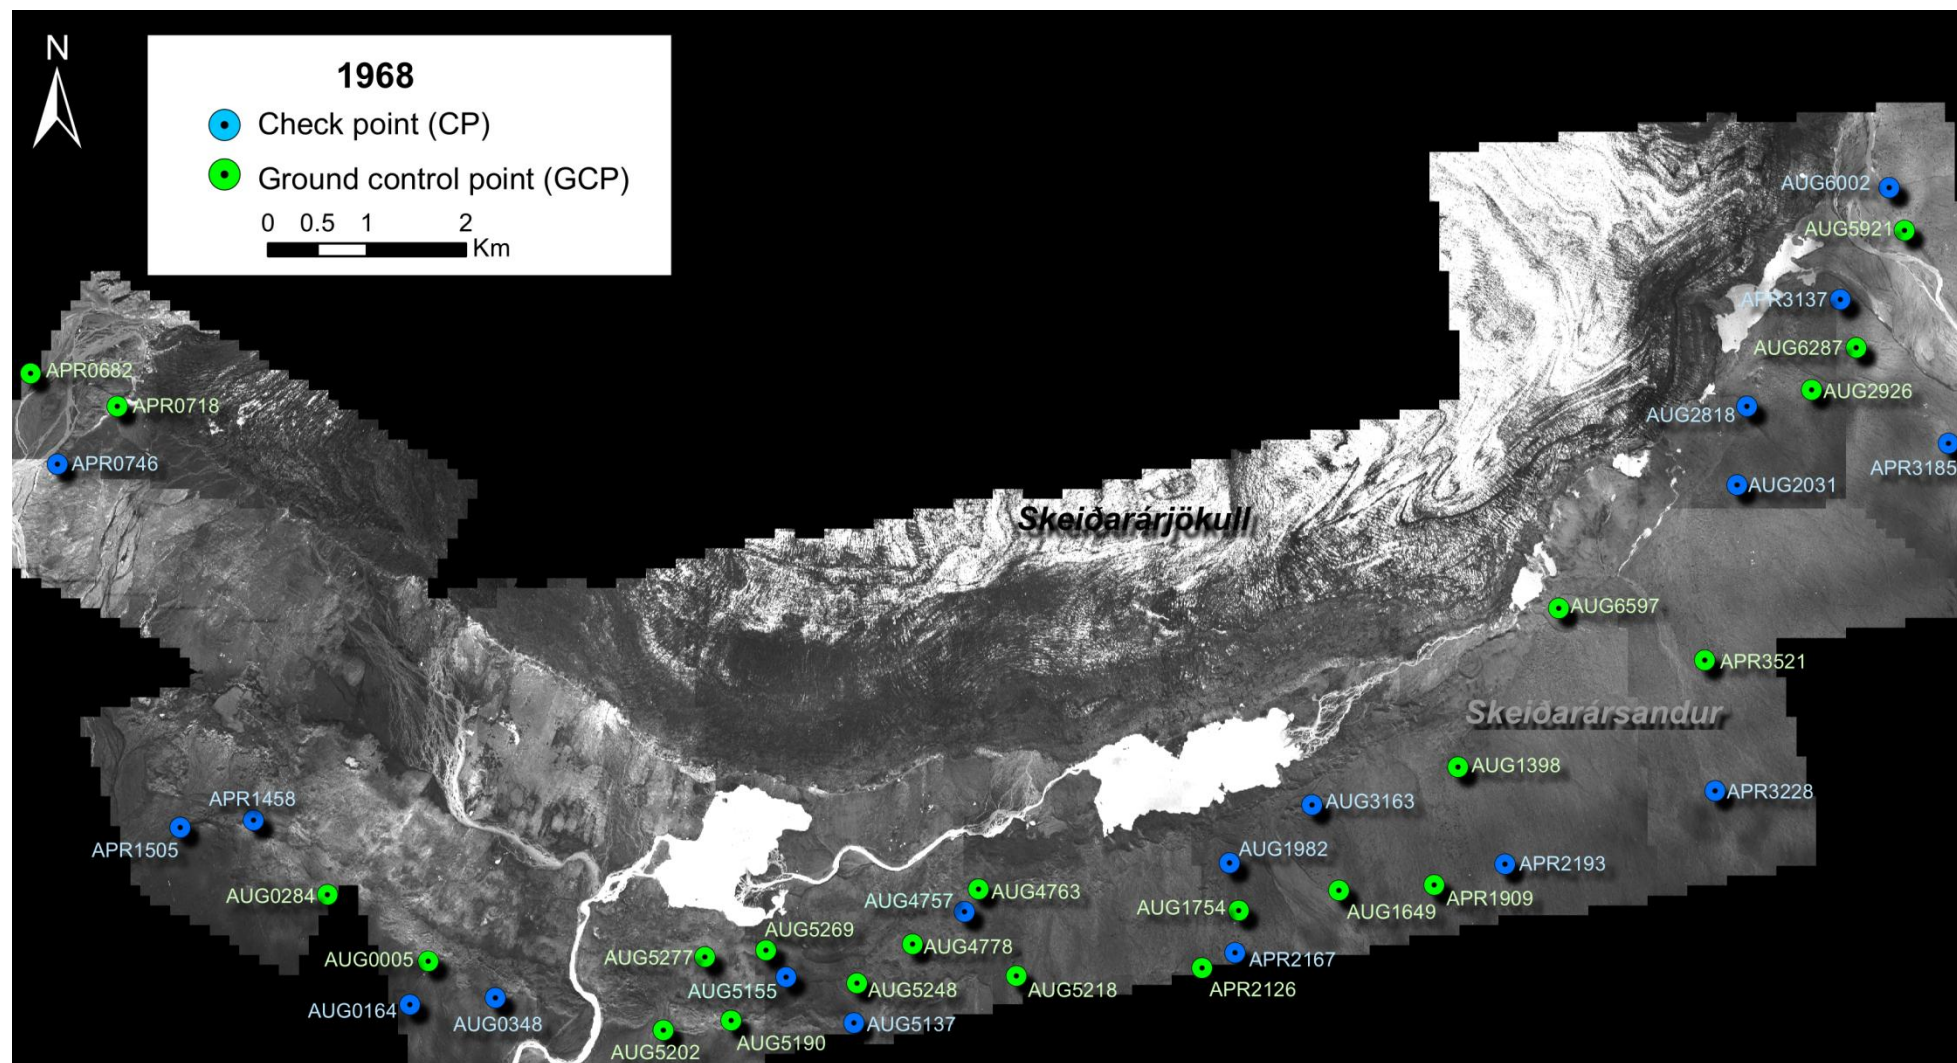 N
1968
Check point (CP)
Ground control point (GCP)
0 0.5 1 2
Km
AUG6002
AUG5921
APR3137
AUG6287
APR0682
AUG2926
APR0718
AUG2818
APR3185
APR0746
AUG2031
Skeiðarárjökull
AUG6597
APR3521
Skeiðarársandur
AUG1398
APR3228
APR1458
AUG3163
APR1505
AUG1982
APR2193
AUG0284
AUG4757
AUG4763
AUG1754
AUG1649
APR1909
AUG5269
AUG4778
AUG5277
AUG0005
APR2167
AUG5155
AUG5248
AUG5218
APR2126
AUG0164
AUG0348
AUG5137
AUG5190
AUG5202